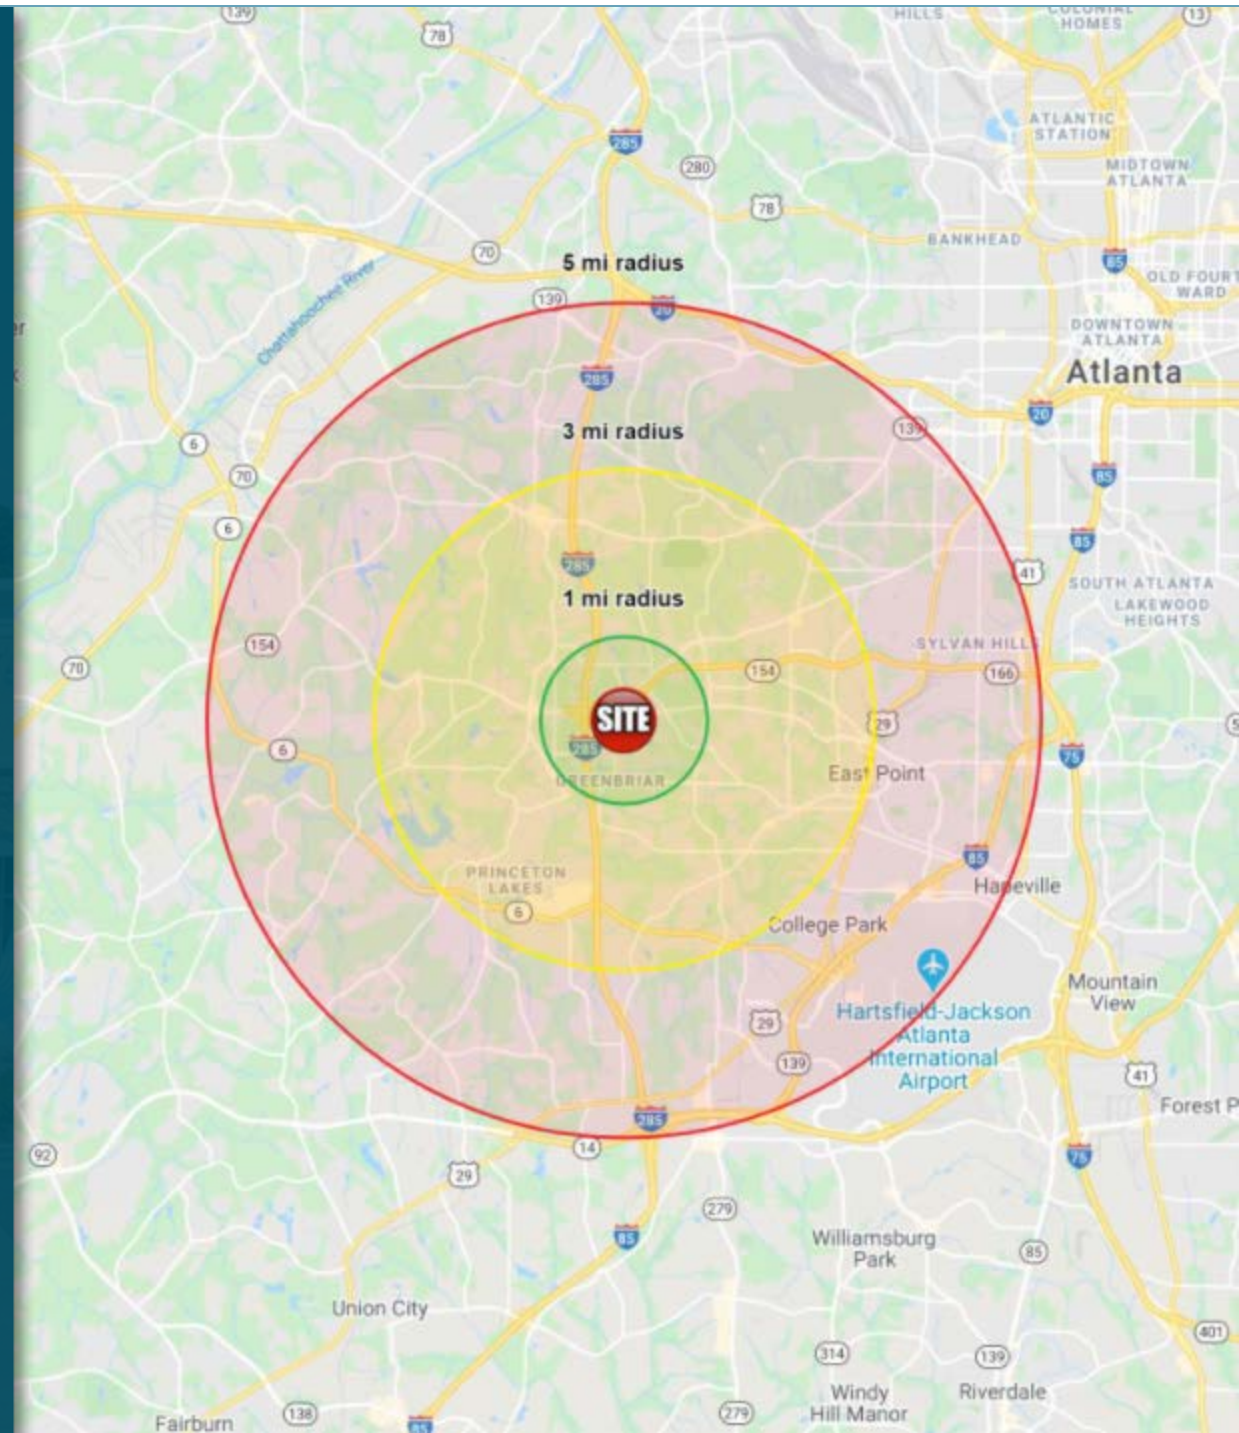 139
HILLS
COLONIAL
HOMES
13
78
285
280
ATLANTIC
STATION
MIDTOWN
ATLANTA
78
BANKHEAD
70
85
5 mi radius
OLD FOURT
WARD
Chattahoochee River
139
20
DOWNTOWN
ATLANTA
er
k
285
Atlanta
20
3 mi radius
139
6
70
85
6
285
85
41
SOUTH ATLANTA
1 mi radius
LAKEWOOD
HEIGHTS
154
SYLVAN HILLS
70
154
166
SITE
29
5
6
285
75
GREENBRIAR
East Point
PRINCETON
LAKES
85
Hapeville
6
College Park
Mountain
View
Hartsfield-Jackson
Atlanta
International
Airport
29
139
41
Forest P
285
14
92
29
75
279
85
Williamsburg
Park
85
Union City
401
314
139
Windy
Hill Manor
Riverdale
138
279
Fairburn
85